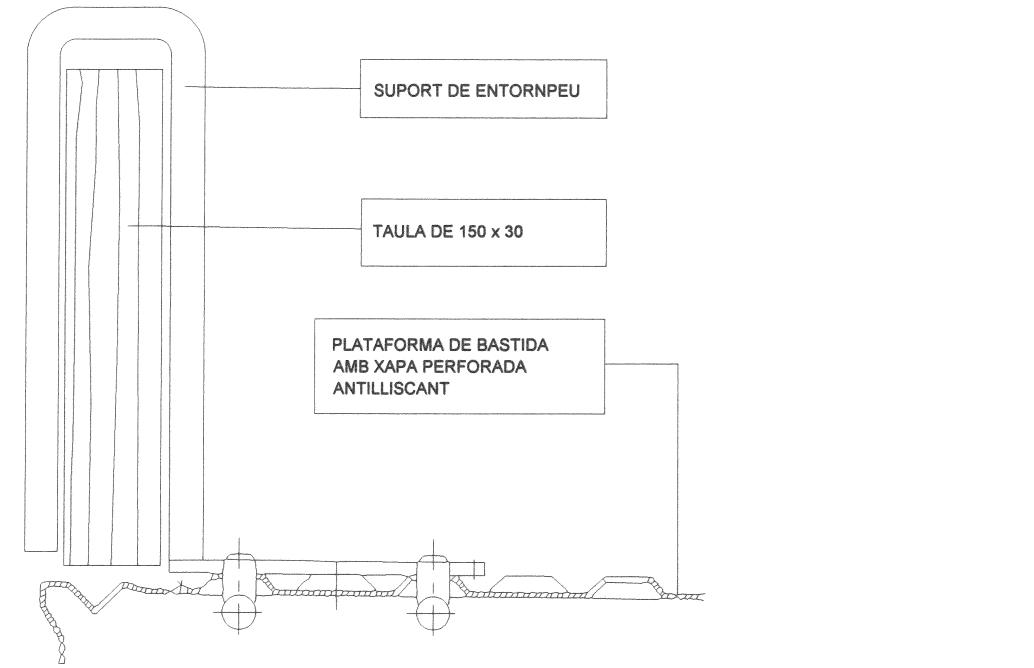 SUPORT DE ENTORNPEU
TAULA DE 150 x 30
PLATAFORMA DE BASTIDA
AMB XAPA PERFORADA
ANTILLISCANT